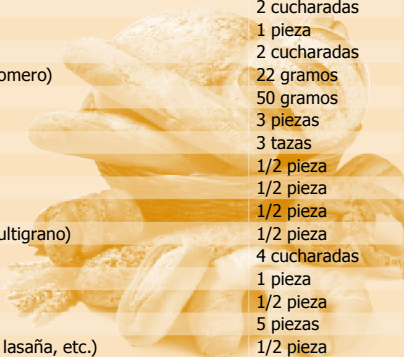 2 cucharadas
1 pieza
2 cucharadas
omero) 22 gramos
50 gramos
3 piezas
3 tazas
1/2 pieza
1/2 pieza
1/2 pieza
ultigrano) 1/2 pieza
4 cucharadas
1 pieza
1/2 pieza
5 piezas
lasaña, etc.) 1/2 pieza